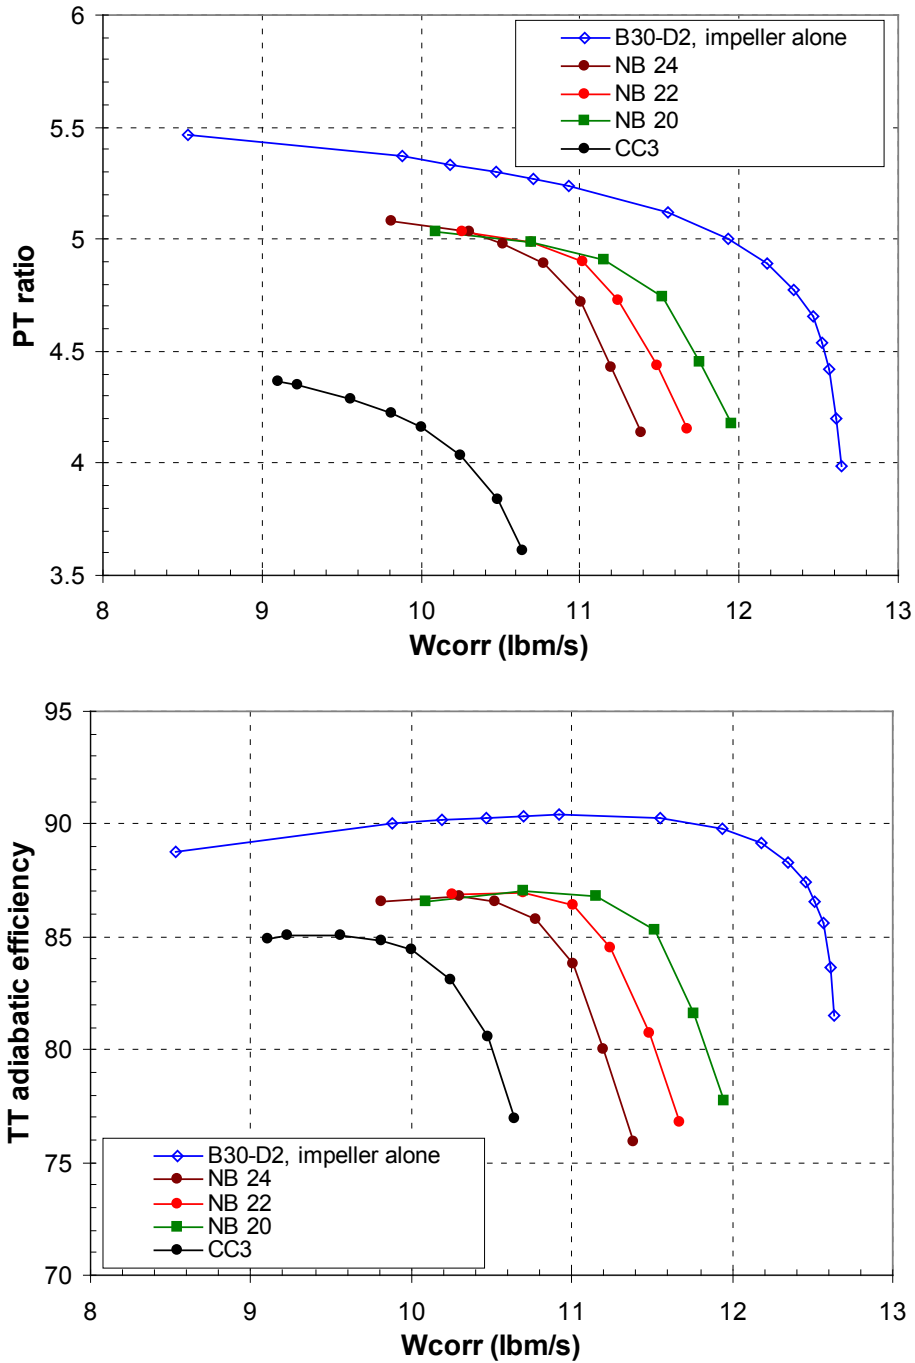 6
5.5
5
4.5
4
3.5
PT ratio
B30-D2, impeller alone
NB 24
NB 22
NB 20
CC3
8 9 10 11 12 13
Wcorr (lbm/s)
95
90
85
80
75
70
TT adiabatic efficiency
B30-D2, impeller alone
NB 24
NB 22
NB 20
CC3
8 9 10 11 12 13
Wcorr (lbm/s)